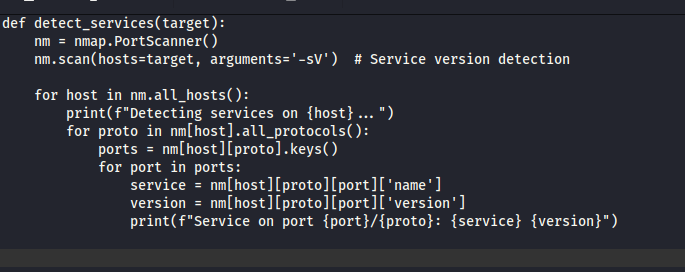 def detect_services(target):
    nm = nmap.PortScanner()
    nm.scan(hosts=target, arguments='-sV')  # Service version detection

    for host in nm.all_hosts():
        print(f"Detecting services on {host}...")
        for proto in nm[host].all_protocols():
            ports = nm[host][proto].keys()
            for port in ports:
                service = nm[host][proto][port]['name']
                version = nm[host][proto][port]['version']
                print(f"Service on port {port}/{proto}: {service} {version}")